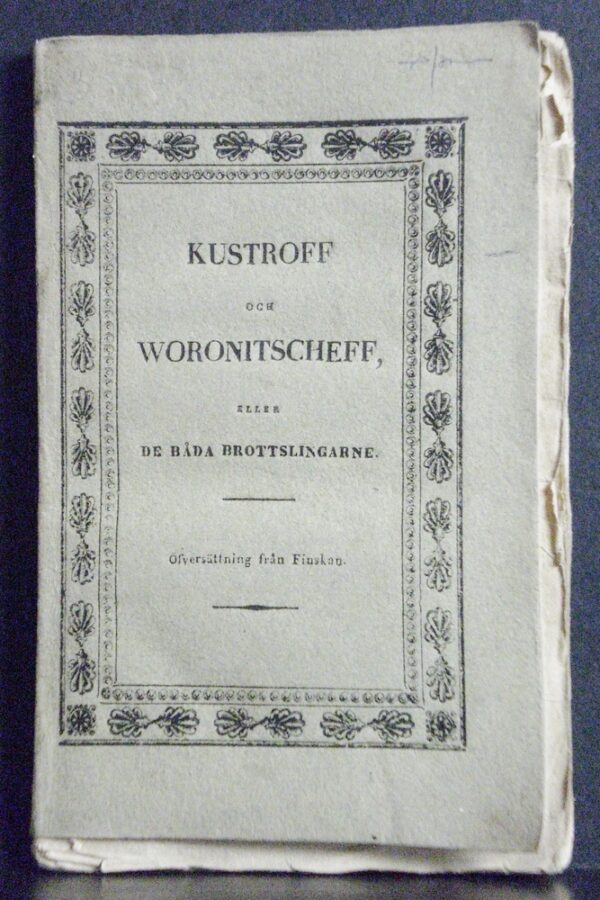 KUSTROFF
OCH
WORONITSCHEFF,
ELLER
DE BÅDA BROTTSLINGARNE.
Öfversättning från Finskan.